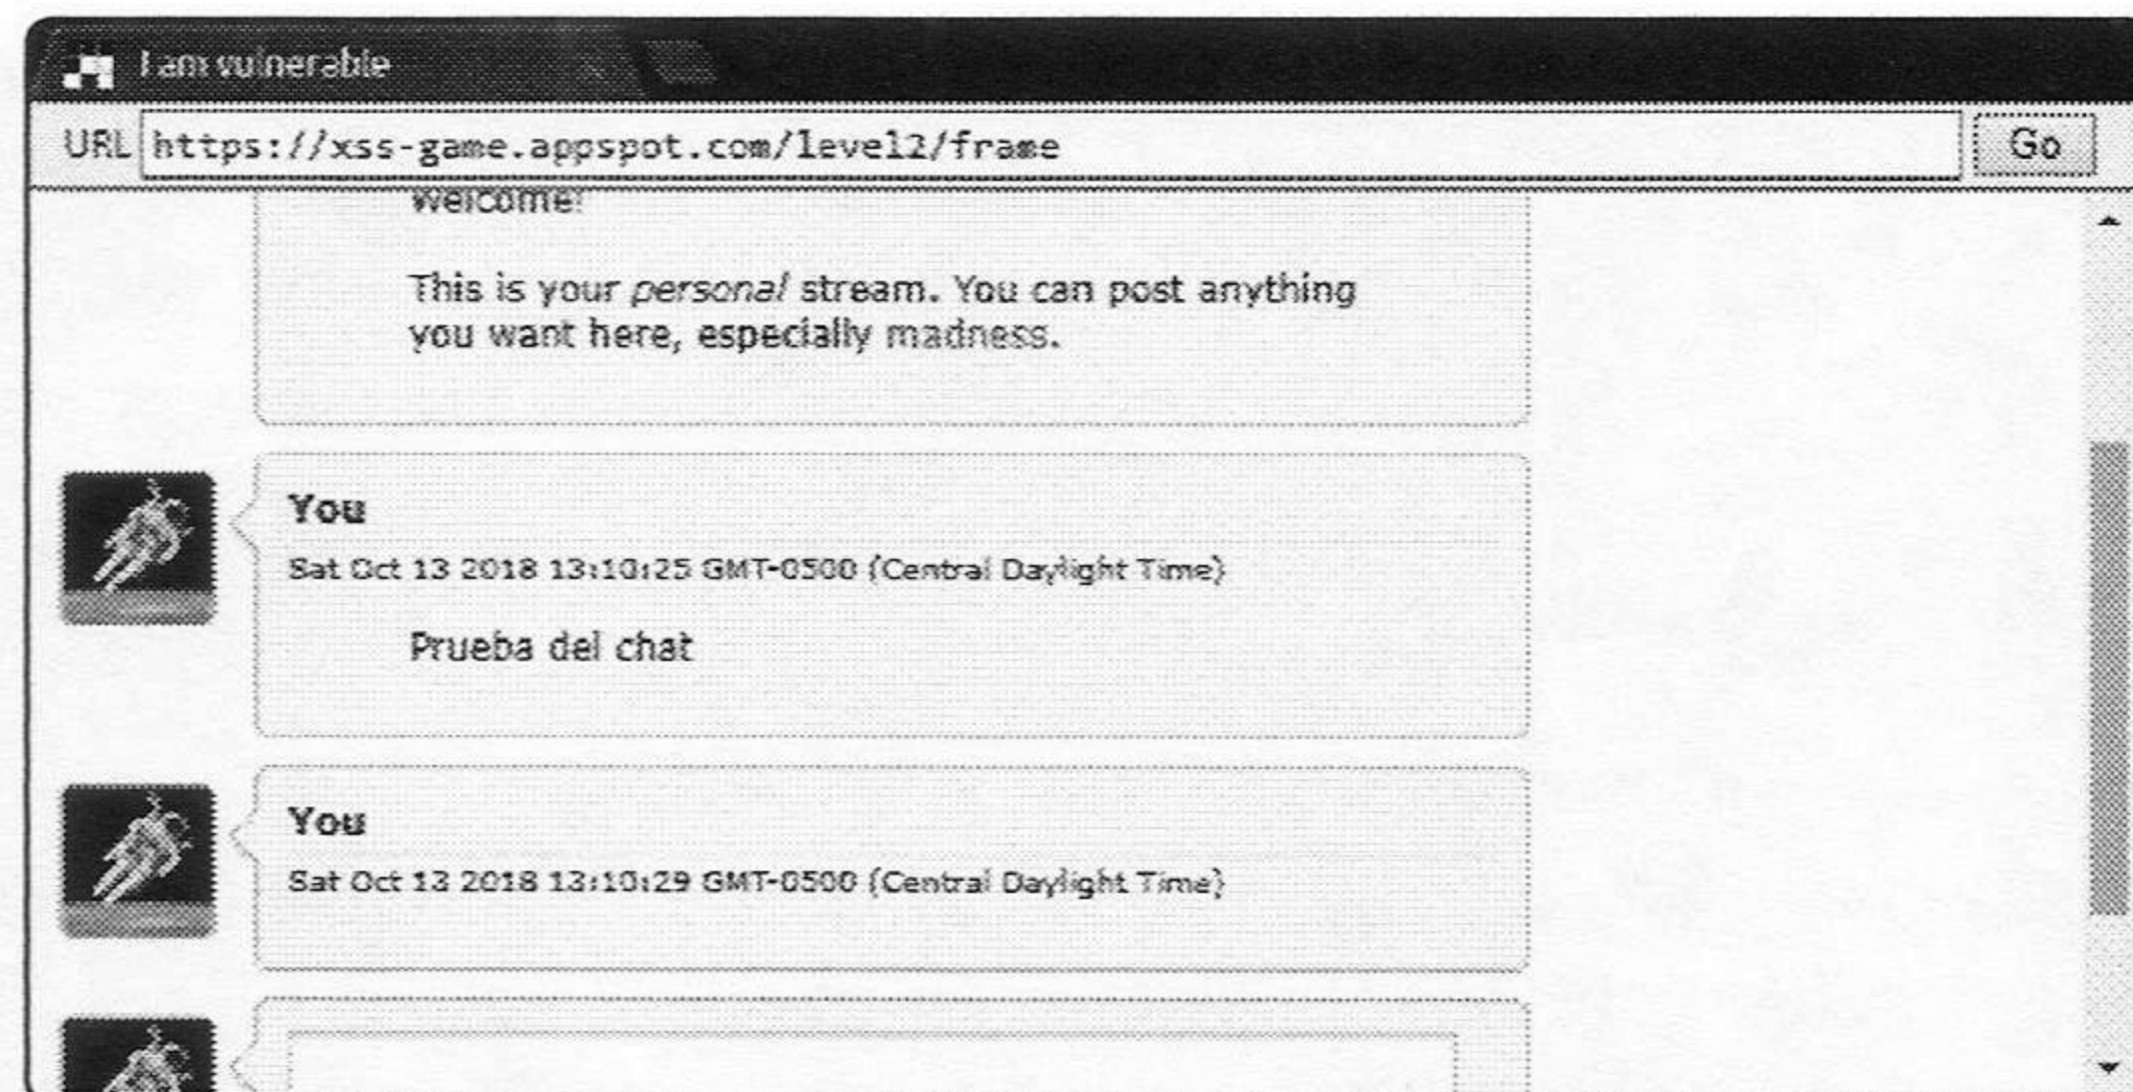 I am vulnerable
URL https://xss-game.appspot.com/level2/frame Go
Welcome!
This is your personal stream. You can post anything
you want here, especially madness.
You
Sat Oct 13 2018 13:10:25 GMT-0500 (Central Daylight Time)
Prueba del chat
You
Sat Oct 13 2018 13:10:29 GMT-0500 (Central Daylight Time)